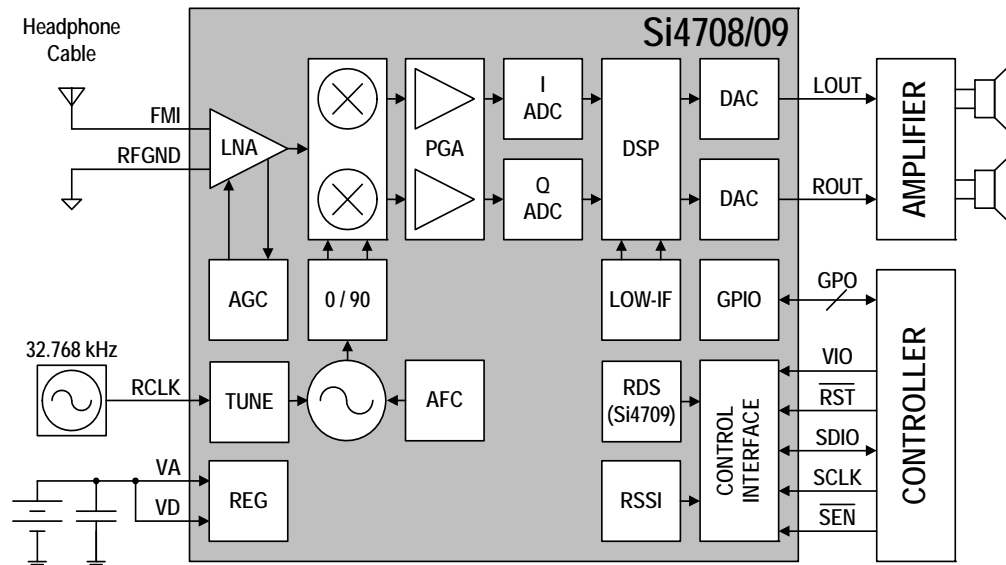 Headphone
Cable
Si4708/09
FMI
RFGND
LNA
PGA
I
ADC
Q
ADC
DSP
DAC
DAC
LOUT
ROUT
AMPLIFIER
AGC
0 / 90
LOW-IF
GPIO
GPO
32.768 kHz
RCLK
TUNE
AFC
RDS
(Si4709)
CONTROL
INTERFACE
VIO
RST
SDIO
SCLK
SEN
CONTROLLER
VA
VD
REG
RSSI